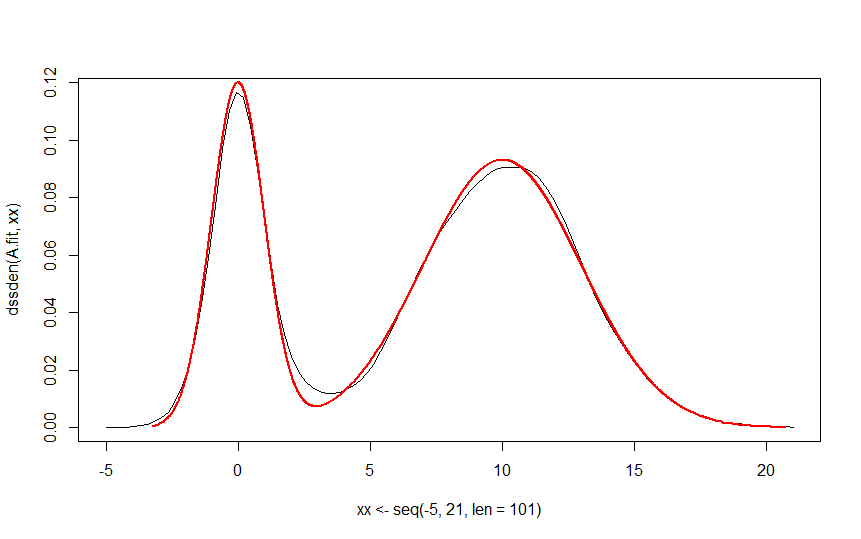 0.12
0.10
0.08
0.06
0.04
0.02
0.00
dssden(A.fit, xx)
-5 0 5 10 15 20
xx <- seq(-5, 21, len = 101)